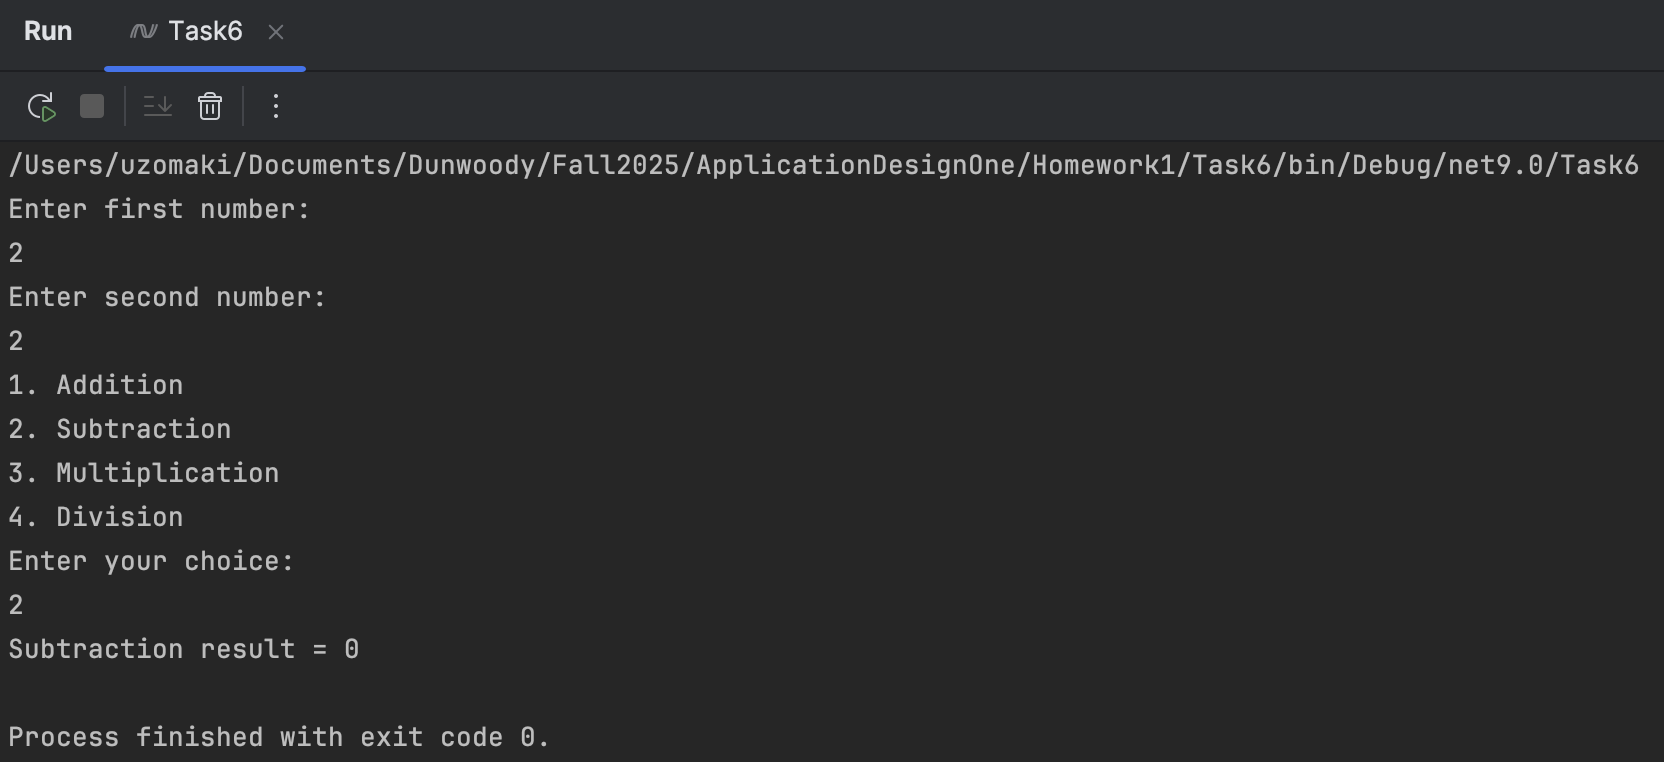 Run Task6
/Users/uzomaki/Documents/Dunwoody/Fall2025/ApplicationDesignOne/Homework1/Task6/bin/Debug/net9.0/Task6
Enter first number:
2
Enter second number:
2
1. Addition
2. Subtraction
3. Multiplication
4. Division
Enter your choice:
2
Subtraction result = 0
Process finished with exit code 0.